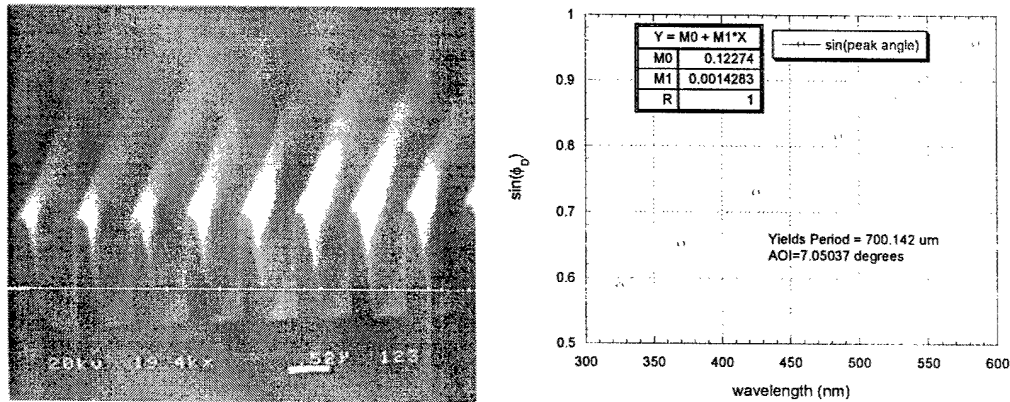 20kV 19.4kx .52µ 123
Y = M0 + M1*X
M0 0.12274
M1 0.0014283
R 1
sin(peak angle)
Yields Period = 700.142 um
AOI=7.05037 degrees
sin(ϕD)
1
0.9
0.8
0.7
0.6
0.5
300 350 400 450 500 550 600
wavelength (nm)